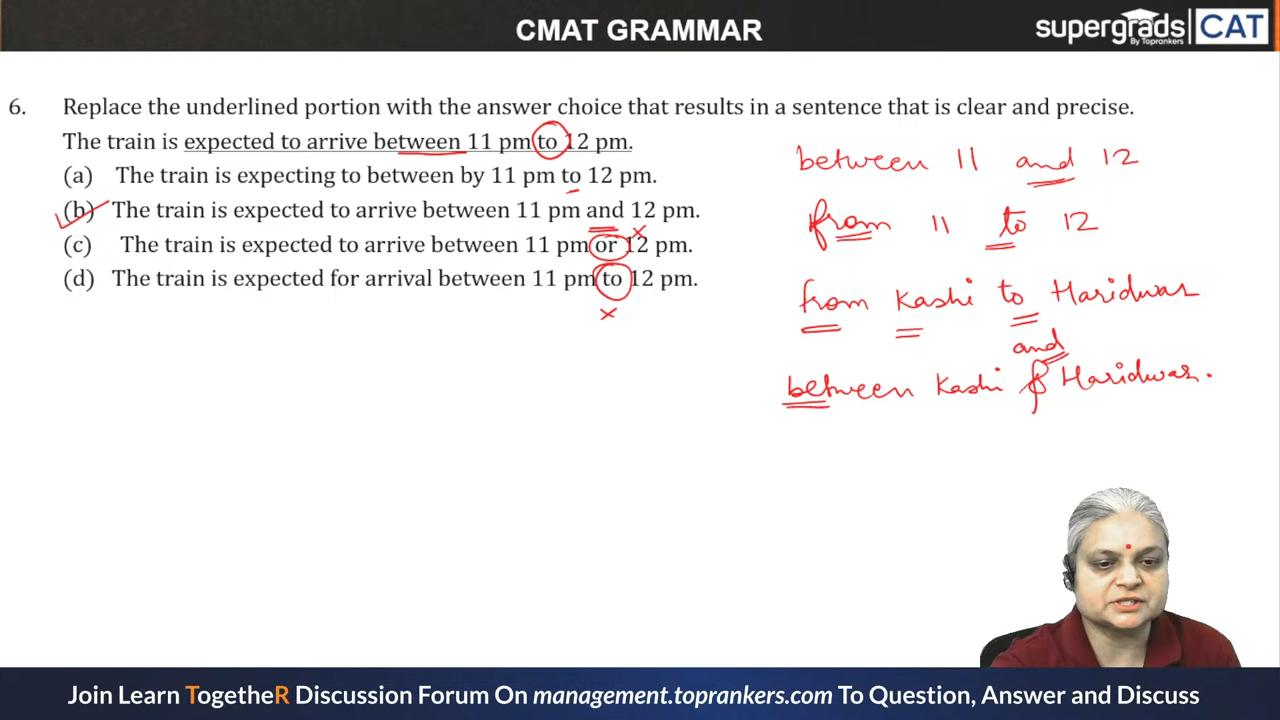 CMAT GRAMMAR
supergrads
By Toprankers
CAT
6. Replace the underlined portion with the answer choice that results in a sentence that is clear and precise.
The train is expected to arrive between 11 pm to 12 pm.
(a) The train is expecting to between by 11 pm to 12 pm.
(b) The train is expected to arrive between 11 pm and 12 pm.
(c) The train is expected to arrive between 11 pm or 12 pm.
(d) The train is expected for arrival between 11 pm to 12 pm.
between 11 and 12
from 11 to 12
from Kashi to Haridwar
and
between Kashi & Haridwar.
Join Learn TogetheR Discussion Forum On management.toprankers.com To Question, Answer and Discuss